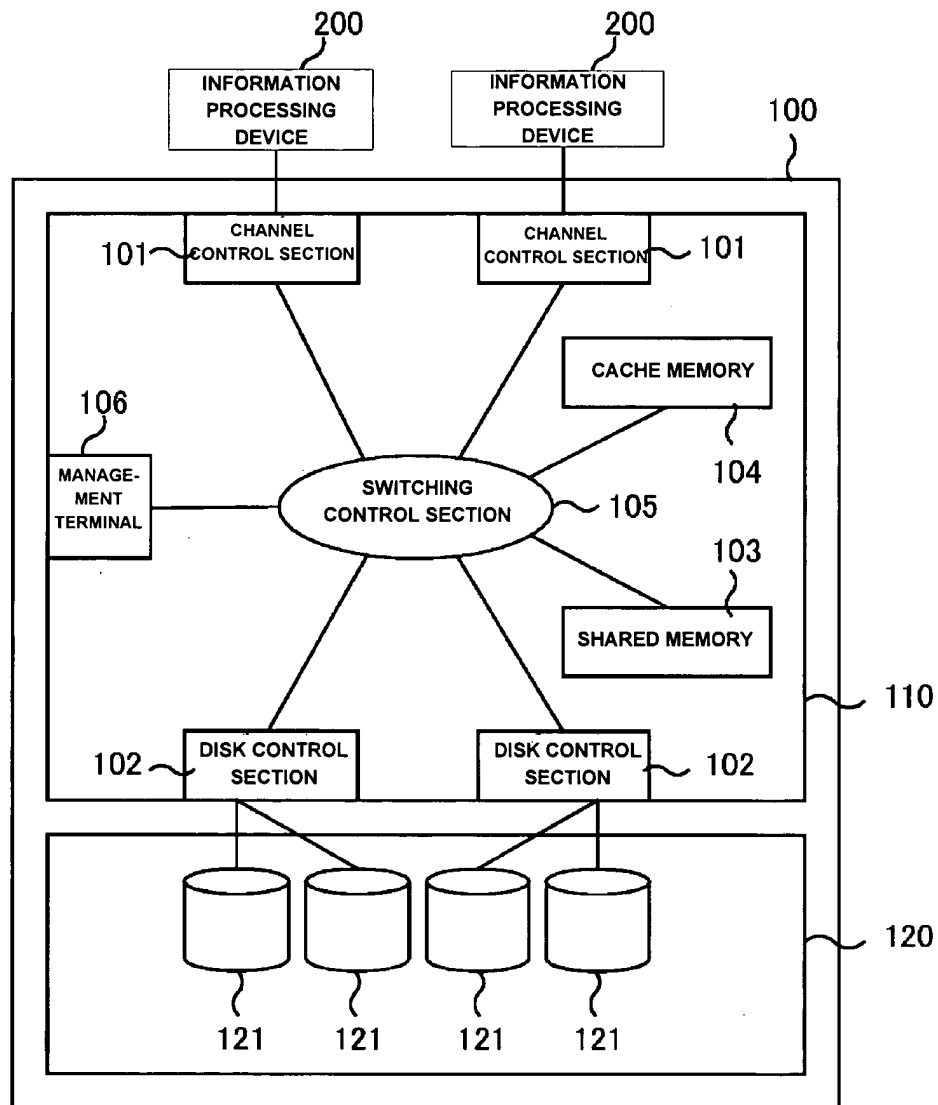 200
200
INFORMATION
PROCESSING
DEVICE
INFORMATION
PROCESSING
DEVICE
100
CHANNEL
CONTROL SECTION
101
CHANNEL
CONTROL SECTION
101
CACHE MEMORY
104
106
MANAGE-
MENT
TERMINAL
SWITCHING
CONTROL SECTION
105
103
SHARED MEMORY
110
DISK CONTROL
SECTION
102
DISK CONTROL
SECTION
102
120
121
121
121
121